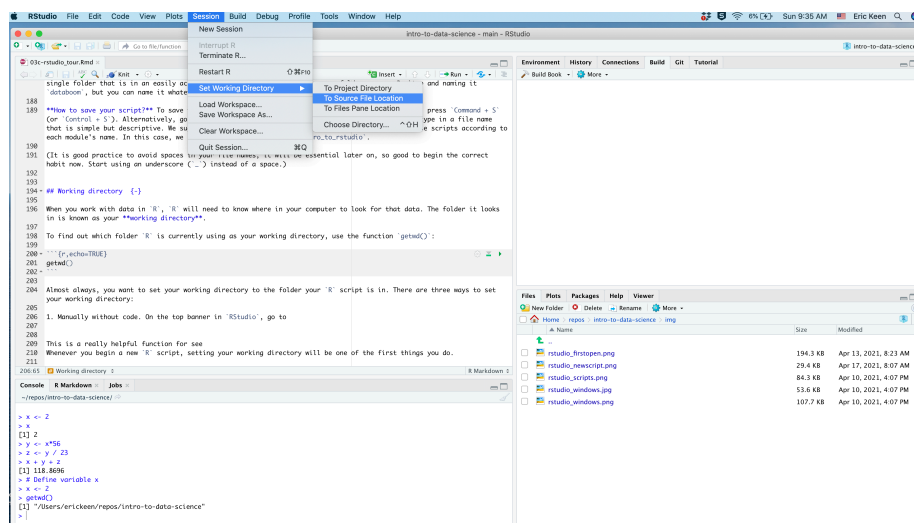 RStudio File Edit Code View Plots Session Build Debug Profile Tools Window Help 6% Sun 9:35 AM Eric Keen
intro-to-data-science - main - RStudio
New Session
Interrupt R
Terminate R...
Restart R ⇧⌘F10
Set Working Directory ▶
Load Workspace...
Save Workspace As...
Clear Workspace...
Quit Session... ⌘Q
To Project Directory
To Source File Location
To Files Pane Location
Choose Directory... ^⇧H
Go to file/function
intro-to-data-science
03c-rstudio_tour.Rmd
Knit Insert Run
single folder that is in an easily ac and naming it
`databoom`, but you can name it whate
188
189 **How to save your script?** To save press `Command + S`
(or `Control + S`). Alternatively, go ype in a file name
that is simple but descriptive. We su e scripts according to
each module's name. In this case, we ro_to_rstudio`.
190
191 (It is good practice to avoid spaces in your file names; it will be essential later on, so good to begin the correct
habit now. Start using an underscore (`_`) instead of a space.)
192
193
194 ## Working directory {-}
195
196 When you work with data in `R`, `R` will need to know where in your computer to look for that data. The folder it looks
in is known as your **working directory**.
197
198 To find out which folder `R` is currently using as your working directory, use the function `getwd()`:
199
200 ```{r,echo=TRUE}
201 getwd()
202 ```
203
204 Almost always, you want to set your working directory to the folder your `R` script is in. There are three ways to set
your working directory:
205
206 1. Manually without code. On the top banner in `RStudio`, go to
207
208
209 This is a really helpful function for see
210 Whenever you begin a new `R` script, setting your working directory will be one of the first things you do.
211
206:65 Working directory R Markdown
Console R Markdown Jobs
~/repos/intro-to-data-science/
> x <- 2
> x
[1] 2
> y <- x*56
> z <- y / 23
> x + y + z
[1] 118.8696
> # Define variable x
> x <- 2
> getwd()
[1] "/Users/erickeen/repos/intro-to-data-science"
>
Environment History Connections Build Git Tutorial
Build Book More
Files Plots Packages Help Viewer
New Folder Delete Rename More
Home repos intro-to-data-science img
Name Size Modified
..
rstudio_firstopen.png 194.3 KB Apr 13, 2021, 8:23 AM
rstudio_newscript.png 29.4 KB Apr 17, 2021, 8:07 AM
rstudio_scripts.png 84.3 KB Apr 10, 2021, 4:07 PM
rstudio_windows.jpg 53.6 KB Apr 10, 2021, 4:07 PM
rstudio_windows.png 107.7 KB Apr 10, 2021, 4:07 PM